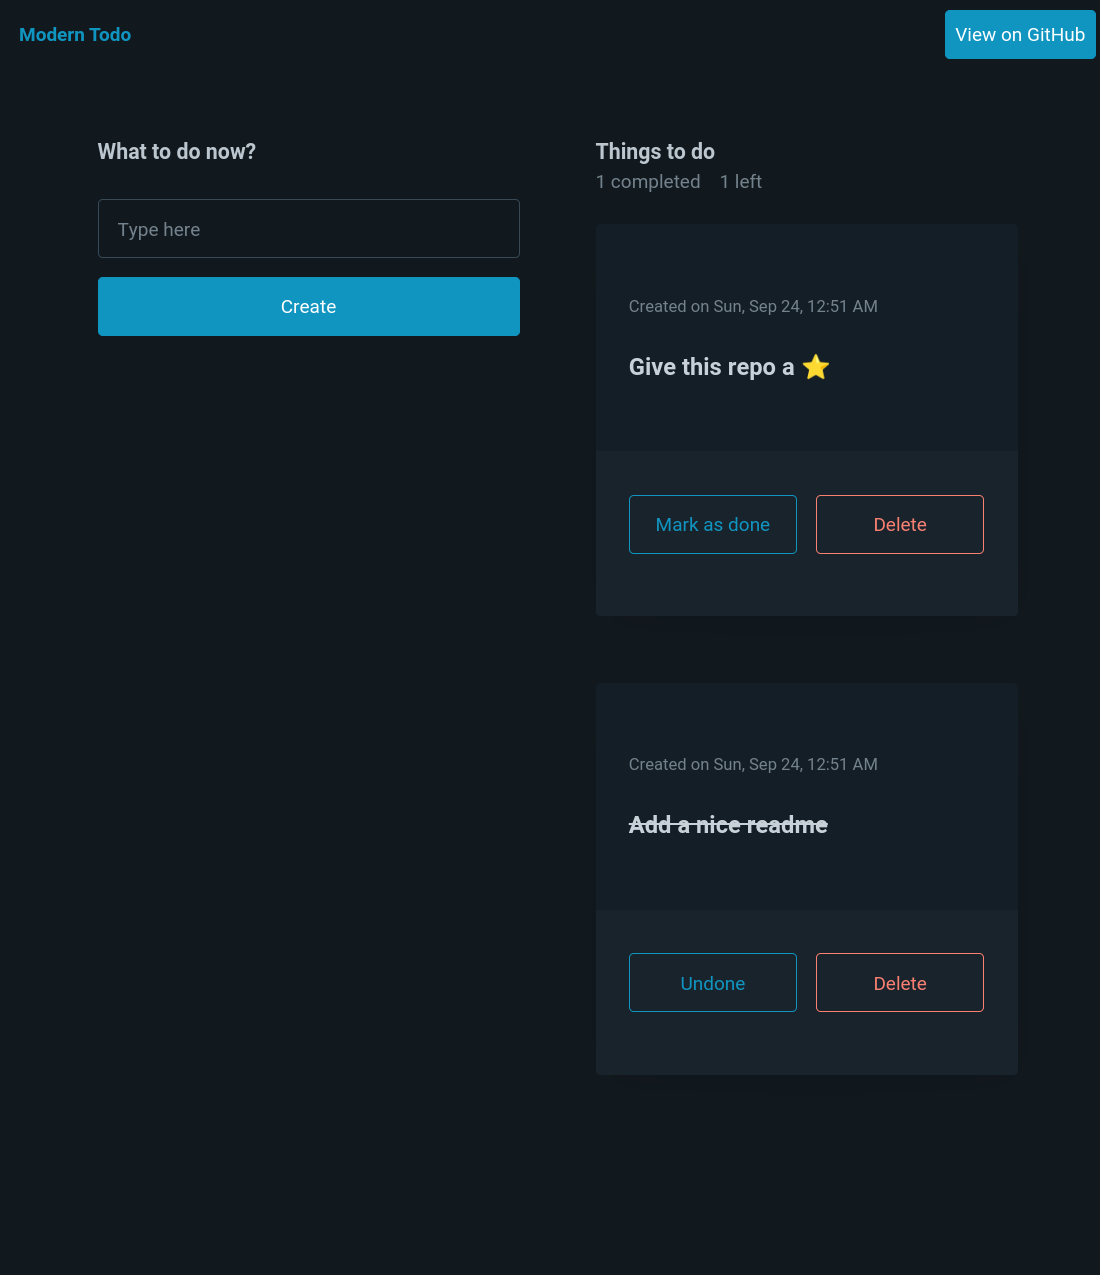 Modern Todo
View on GitHub
What to do now?
Type here
Create
Things to do
1 completed 1 left
Created on Sun, Sep 24, 12:51 AM
Give this repo a ⭐
Mark as done
Delete
Created on Sun, Sep 24, 12:51 AM
Add a nice readme
Undone
Delete